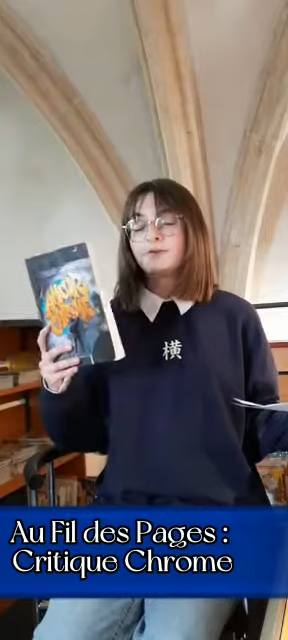 横
Au Fil des Pages :
Critique Chrome